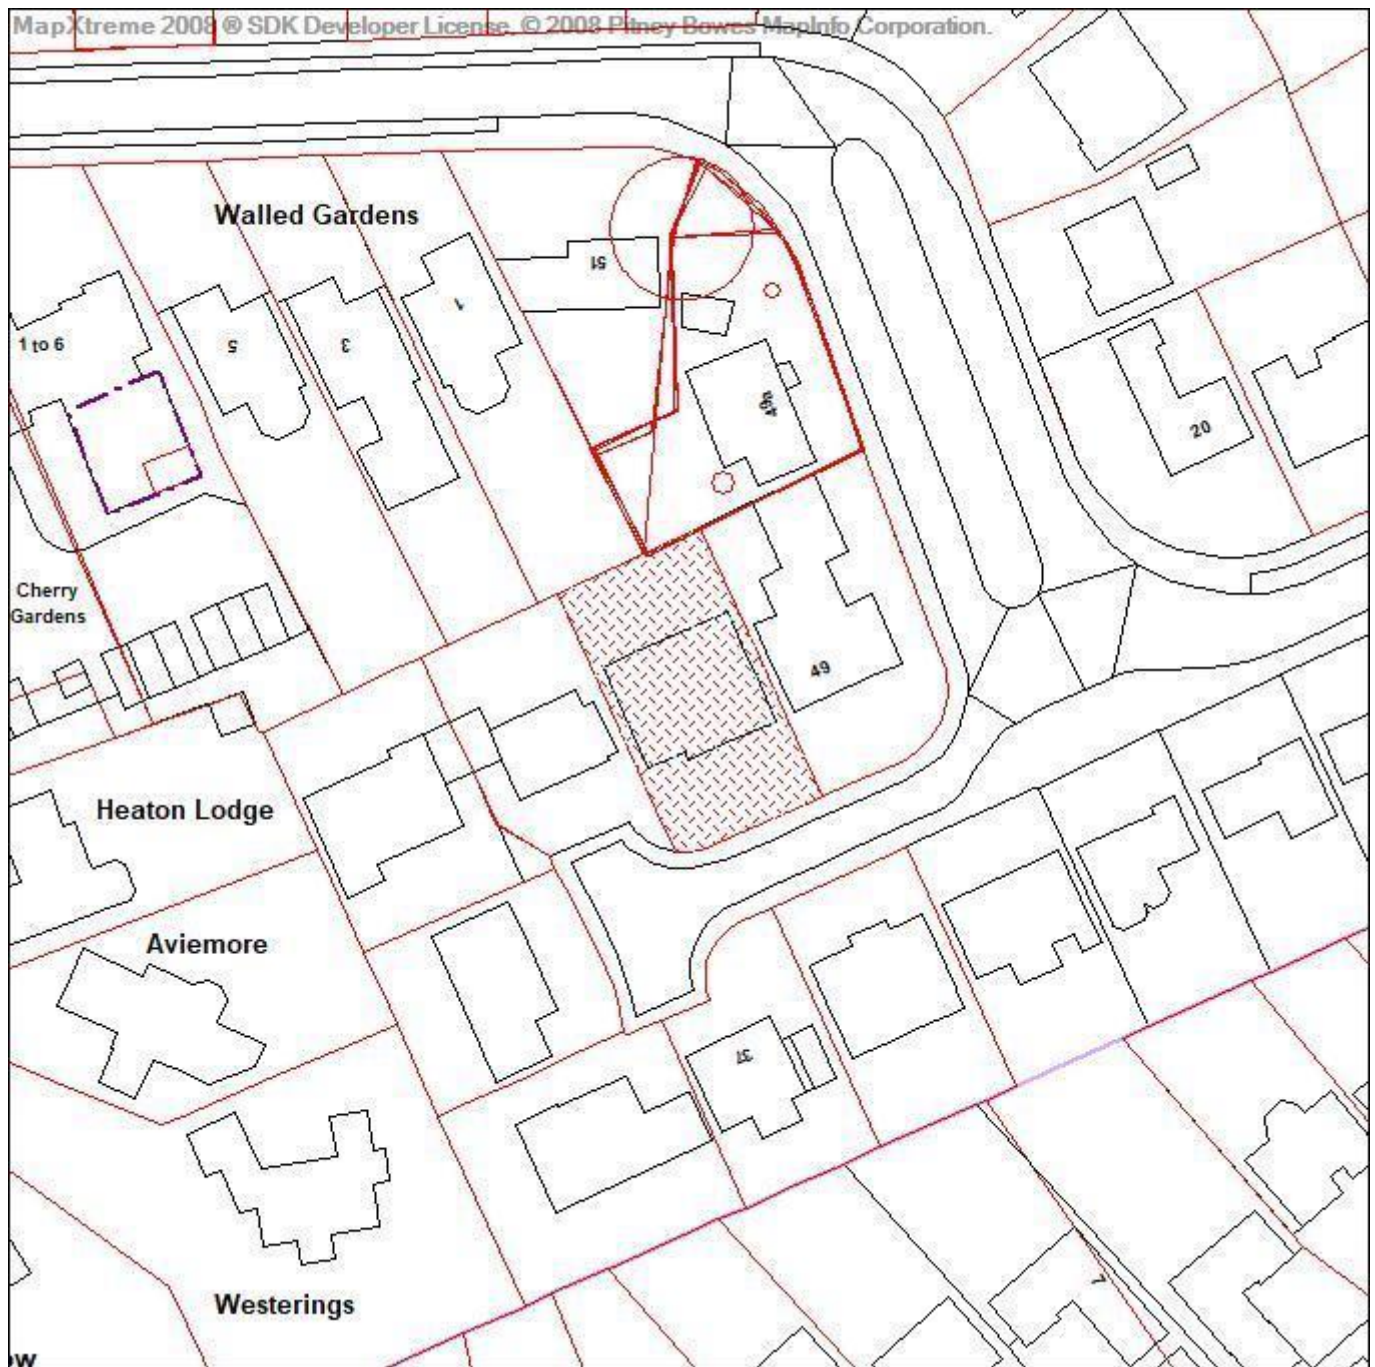 MapXtreme 2008 ® SDK Developer License. © 2008 Pitney Bowes MapInfo Corporation.
Walled Gardens
51
1
1 to 6
5
3
49a
20
Cherry
Gardens
49
Heaton Lodge
Aviemore
37
7
Westerings